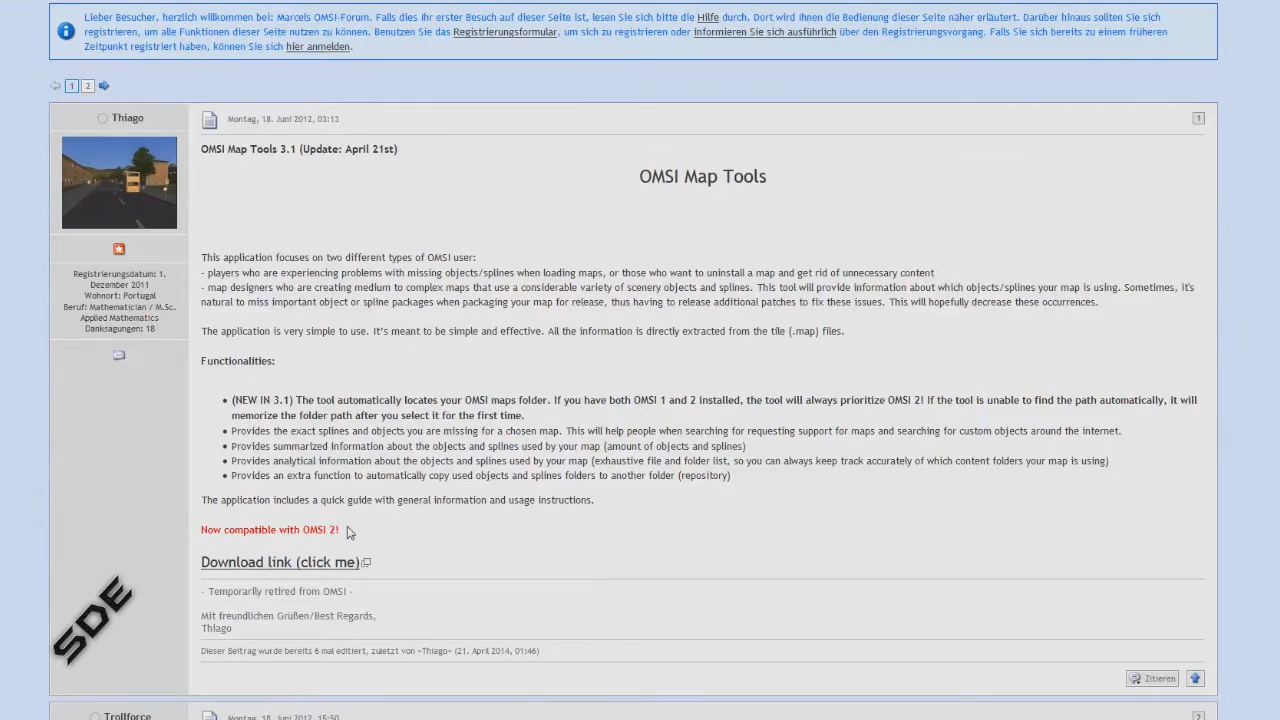 Lieber Besucher, herzlich willkommen bei: Marcels OMSI-Forum. Falls dies Ihr erster Besuch auf dieser Seite ist, lesen Sie sich bitte die Hilfe durch. Dort wird Ihnen die Bedienung dieser Seite näher erläutert. Darüber hinaus sollten Sie sich
registrieren, um alle Funktionen dieser Seite nutzen zu können. Benutzen Sie das Registrierungsformular, um sich zu registrieren oder informieren Sie sich ausführlich über den Registrierungsvorgang. Falls Sie sich bereits zu einem früheren
Zeitpunkt registriert haben, können Sie sich hier anmelden.
1 2
Thiago
Montag, 18. Juni 2012, 03:13
1
OMSI Map Tools 3.1 (Update: April 21st)
OMSI Map Tools
Registrierungsdatum: 1.
Dezember 2011
Wohnort: Portugal
Beruf: Mathematician / M.Sc.
Applied Mathematics
Danksagungen: 18
This application focuses on two different types of OMSI user:
- players who are experiencing problems with missing objects/splines when loading maps, or those who want to uninstall a map and get rid of unnecessary content
- map designers who are creating medium to complex maps that use a considerable variety of scenery objects and splines. This tool will provide information about which objects/splines your map is using. Sometimes, it's
natural to miss important object or spline packages when packaging your map for release, thus having to release additional patches to fix these issues. This will hopefully decrease these occurrences.
The application is very simple to use. It's meant to be simple and effective. All the information is directly extracted from the tile (.map) files.
Functionalities:
• (NEW IN 3.1) The tool automatically locates your OMSI maps folder. If you have both OMSI 1 and 2 installed, the tool will always prioritize OMSI 2! If the tool is unable to find the path automatically, it will
memorize the folder path after you select it for the first time.
• Provides the exact splines and objects you are missing for a chosen map. This will help people when searching for requesting support for maps and searching for custom objects around the internet.
• Provides summarized information about the objects and splines used by your map (amount of objects and splines)
• Provides analytical information about the objects and splines used by your map (exhaustive file and folder list, so you can always keep track accurately of which content folders your map is using)
• Provides an extra function to automatically copy used objects and splines folders to another folder (repository)
The application includes a quick guide with general information and usage instructions.
Now compatible with OMSI 2!
Download link (click me)
- Temporarily retired from OMSI -
Mit freundlichen Grüßen/Best Regards,
Thiago
Dieser Beitrag wurde bereits 6 mal editiert, zuletzt von »Thiago« (21. April 2014, 01:46)
Zitieren
SDE
Trollforce
Montag, 18. Juni 2012, 15:50
2